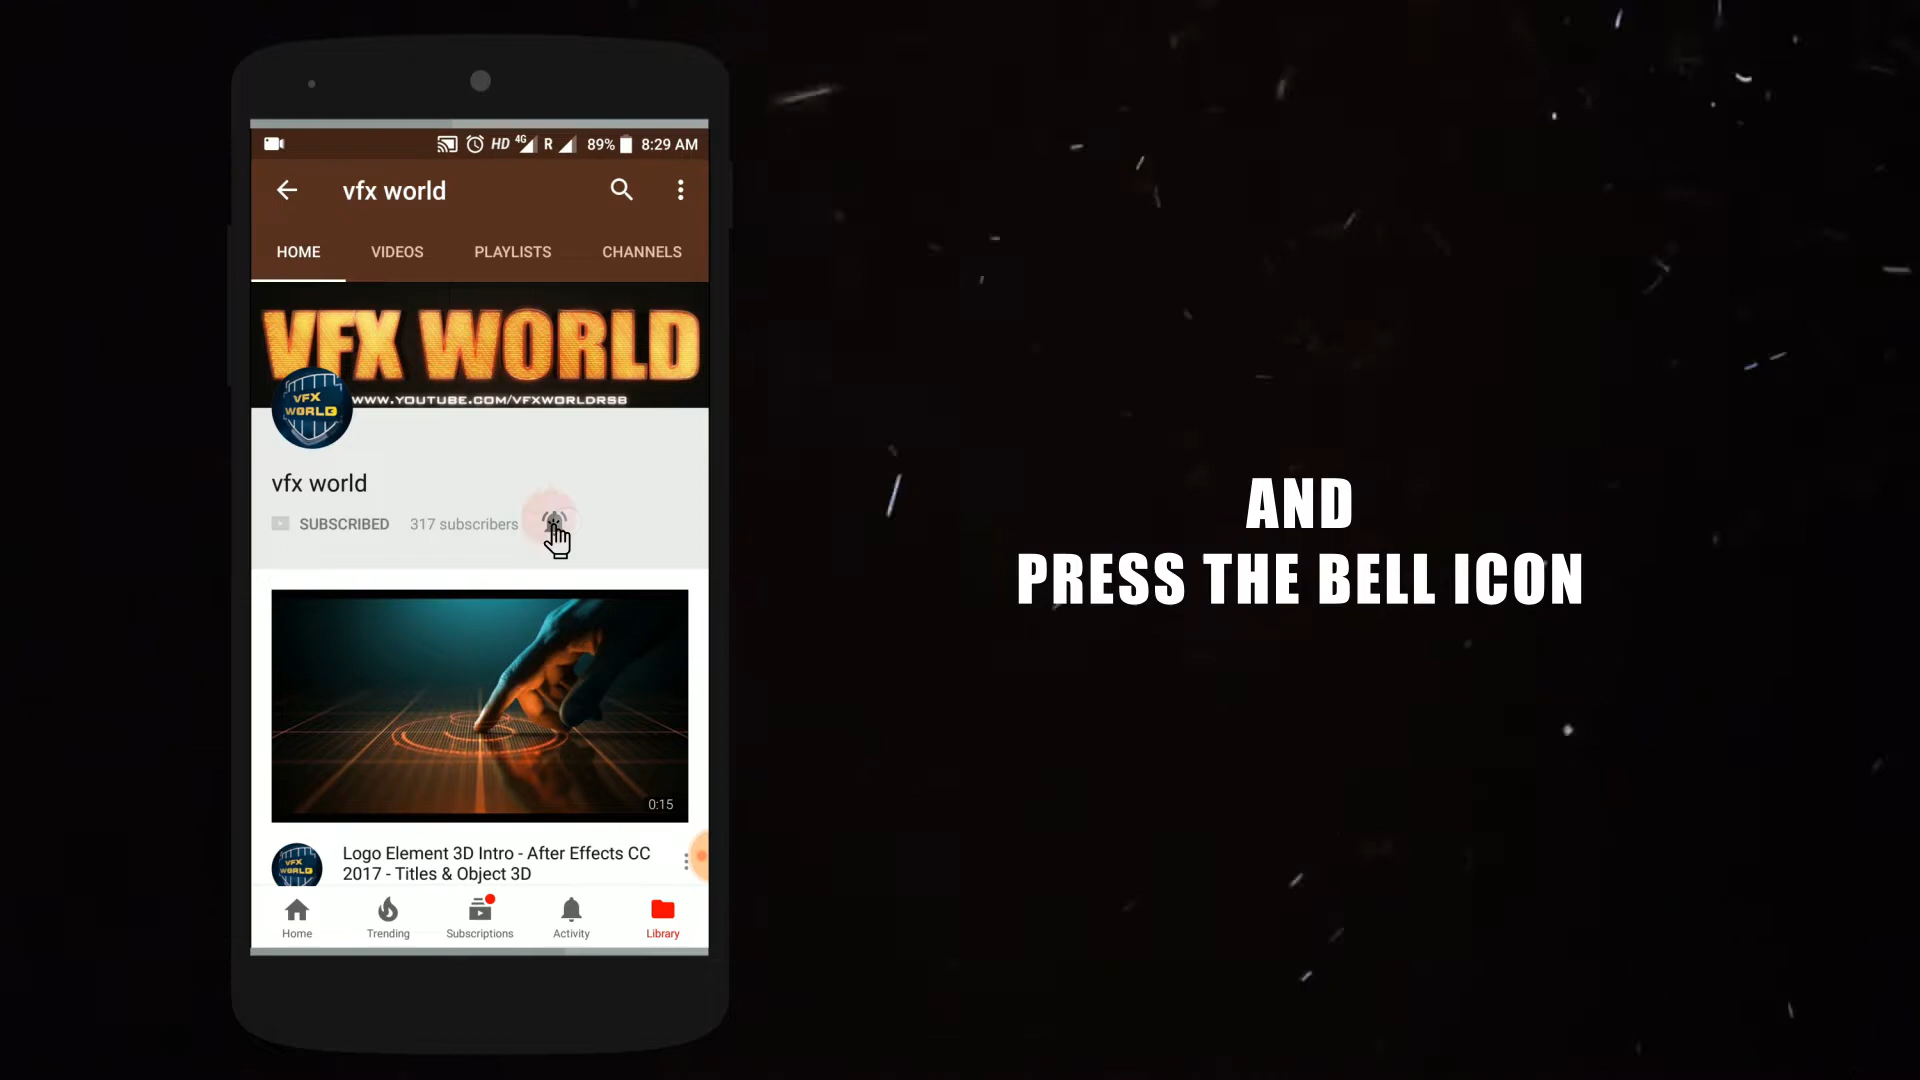 HD 4G R 89% 8:29 AM
vfx world
HOME VIDEOS PLAYLISTS CHANNELS
VFX WORLD
WWW.YOUTUBE.COM/VFXWORLDRSB
VFX
WORLD
vfx world
SUBSCRIBED 317 subscribers
0:15
VFX
WORLD
Logo Element 3D Intro - After Effects CC
2017 - Titles & Object 3D
Home Trending Subscriptions Activity Library
AND
PRESS THE BELL ICON